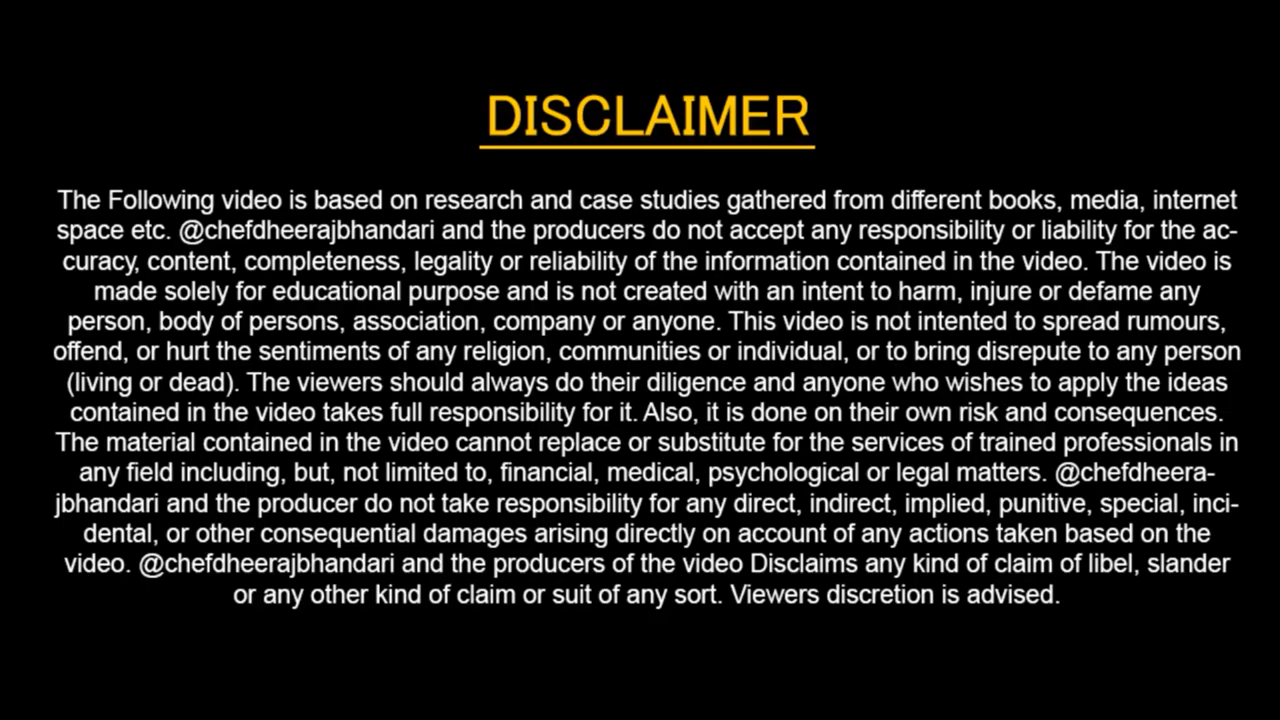 DISCLAIMER
The Following video is based on research and case studies gathered from different books, media, internet
space etc. @chefdheerajbhandari and the producers do not accept any responsibility or liability for the ac-
curacy, content, completeness, legality or reliability of the information contained in the video. The video is
made solely for educational purpose and is not created with an intent to harm, injure or defame any
person, body of persons, association, company or anyone. This video is not intented to spread rumours,
offend, or hurt the sentiments of any religion, communities or individual, or to bring disrepute to any person
(living or dead). The viewers should always do their diligence and anyone who wishes to apply the ideas
contained in the video takes full responsibility for it. Also, it is done on their own risk and consequences.
The material contained in the video cannot replace or substitute for the services of trained professionals in
any field including, but, not limited to, financial, medical, psychological or legal matters. @chefdheera-
jbhandari and the producer do not take responsibility for any direct, indirect, implied, punitive, special, inci-
dental, or other consequential damages arising directly on account of any actions taken based on the
video. @chefdheerajbhandari and the producers of the video Disclaims any kind of claim of libel, slander
or any other kind of claim or suit of any sort. Viewers discretion is advised.